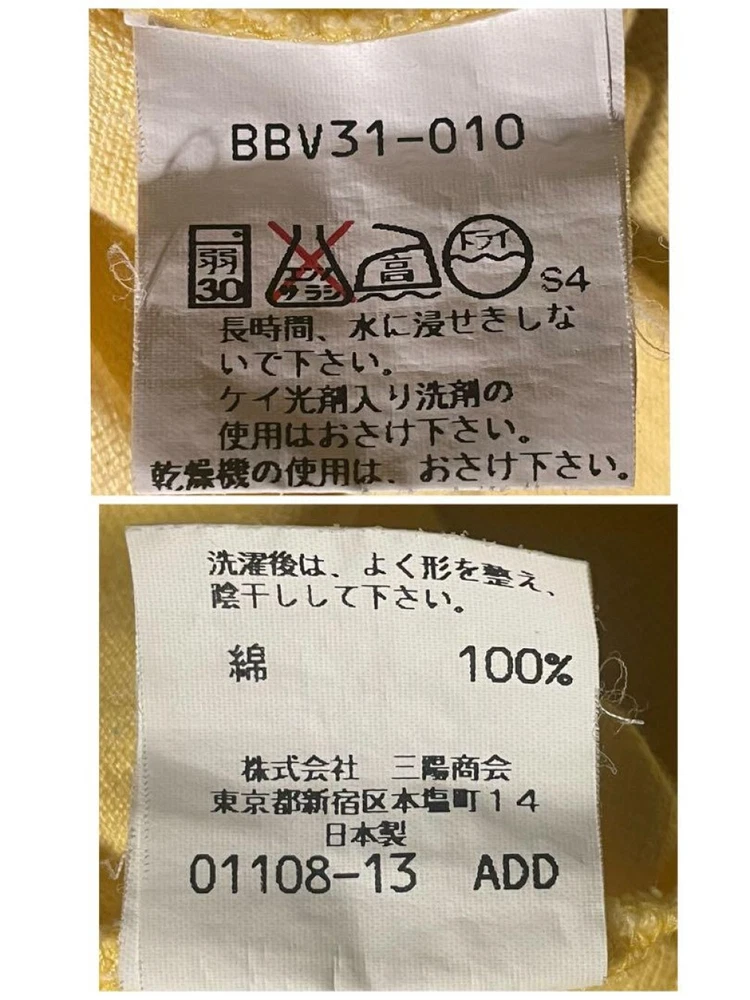 BBV31-010
弱
30
エンソ
サラシ
高
ドライ
S4
長時間、水に浸せきしな
いで下さい。
ケイ光剤入り洗剤の
使用はおさけ下さい。
乾燥機の使用は、おさけ下さい。
洗濯後は、よく形を整え、
陰干しして下さい。
綿 100%
株式会社 三陽商会
東京都新宿区本塩町14
日本製
01108-13 ADD